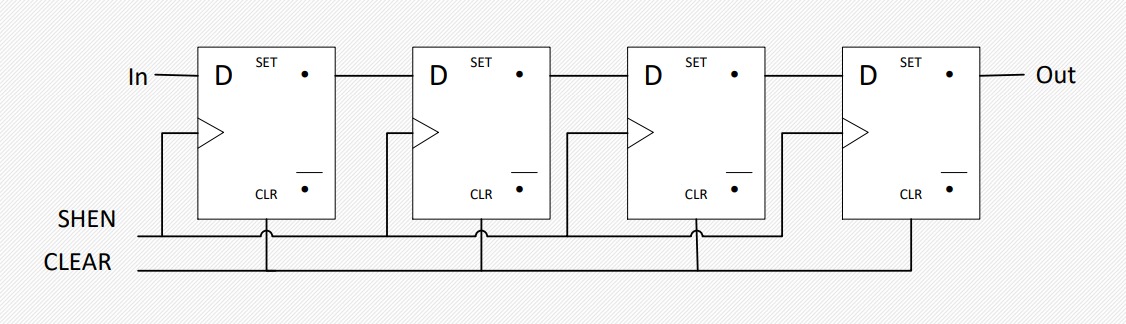 In D SET • D SET • D SET • D SET • Out
CLR • CLR • CLR • CLR •
SHEN
CLEAR